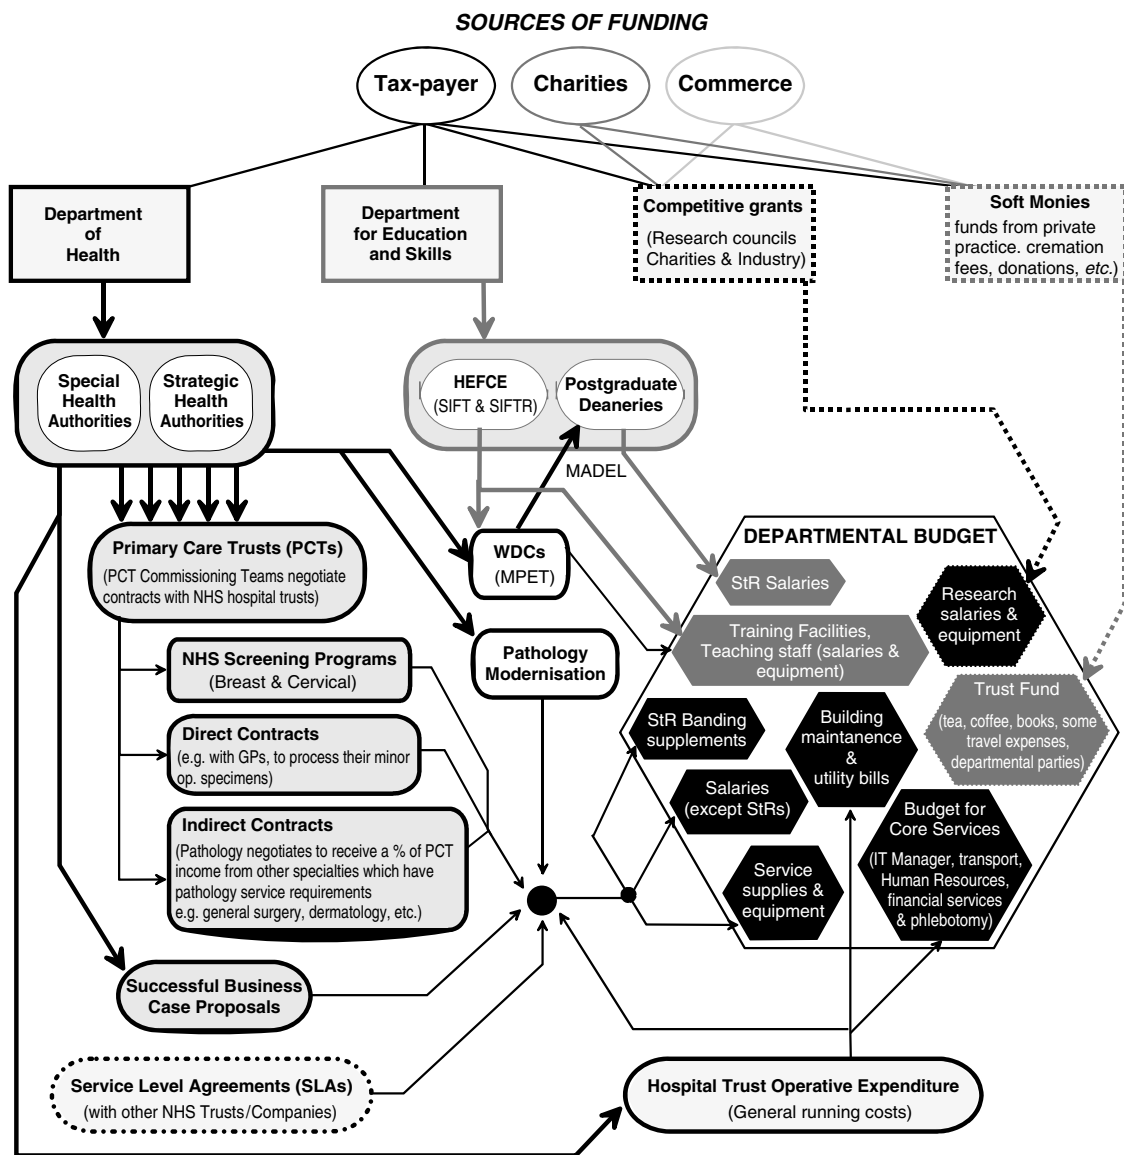 SOURCES OF FUNDING
Tax-payer
Charities
Commerce
Department
of
Health
Department
for Education
and Skills
Competitive grants
(Research councils
Charities & Industry)
Soft Monies
funds from private
practice. cremation
fees, donations, etc.)
Special
Health
Authorities
Strategic
Health
Authorities
HEFCE
(SIFT & SIFTR)
Postgraduate
Deaneries
MADEL
Primary Care Trusts (PCTs)
(PCT Commissioning Teams negotiate
contracts with NHS hospital trusts)
WDCs
(MPET)
DEPARTMENTAL BUDGET
StR Salaries
Research
salaries &
equipment
Training Facilities,
Teaching staff (salaries &
equipment)
NHS Screening Programs
(Breast & Cervical)
Pathology
Modernisation
Trust Fund
(tea, coffee, books, some
travel expenses,
departmental parties)
Direct Contracts
(e.g. with GPs, to process their minor
op. specimens)
StR Banding
supplements
Building
maintanence
&
utility bills
Salaries
(except StRs)
Indirect Contracts
(Pathology negotiates to receive a % of PCT
income from other specialties which have
pathology service requirements
e.g. general surgery, dermatology, etc.)
Budget for
Core Services
(IT Manager, transport,
Human Resources,
financial services
& phlebotomy)
Service
supplies &
equipment
Successful Business
Case Proposals
Service Level Agreements (SLAs)
(with other NHS Trusts/Companies)
Hospital Trust Operative Expenditure
(General running costs)